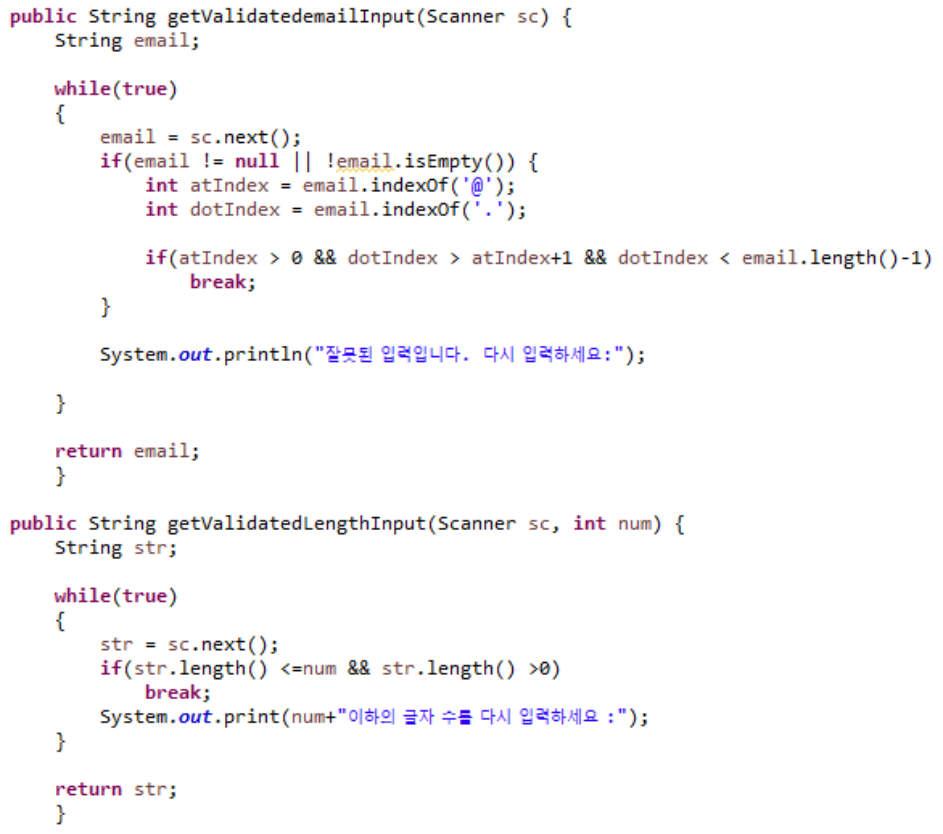 public String getValidatedemailInput(Scanner sc) {
    String email;

    while(true)
    {
        email = sc.next();
        if(email != null || !email.isEmpty()) {
            int atIndex = email.indexOf('@');
            int dotIndex = email.indexOf('.');

            if(atIndex > 0 && dotIndex > atIndex+1 && dotIndex < email.length()-1)
                break;
        }

        System.out.println("잘못된 입력입니다. 다시 입력하세요:");

    }

    return email;
    }

public String getValidatedLengthInput(Scanner sc, int num) {
    String str;

    while(true)
    {
        str = sc.next();
        if(str.length() <=num && str.length() >0)
            break;
        System.out.print(num+"이하의 글자 수를 다시 입력하세요 :");
    }

    return str;
    }